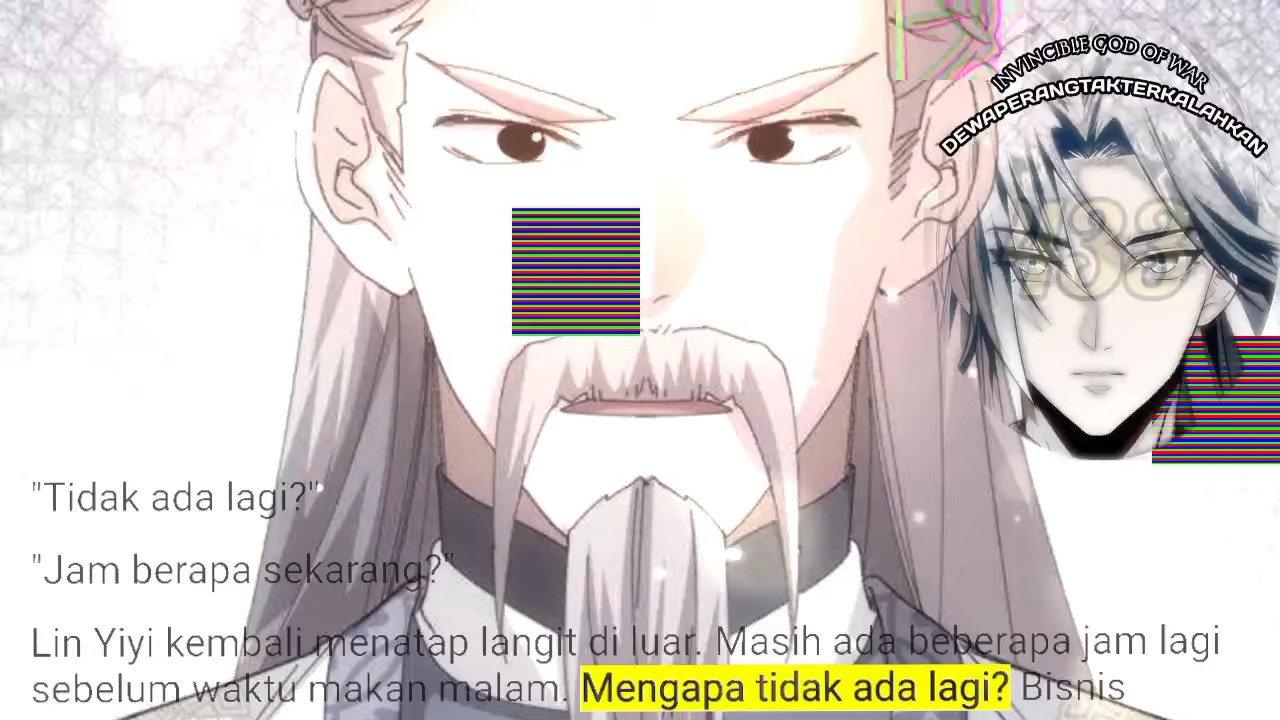 INVINCIBLE GOD OF WAR
DEWAPERANGTAKTERKALAHKAN
"Tidak ada lagi?"
"Jam berapa sekarang?"
Lin Yiyi kembali menatap langit di luar. Masih ada beberapa jam lagi
sebelum waktu makan malam. Mengapa tidak ada lagi? Bisnis